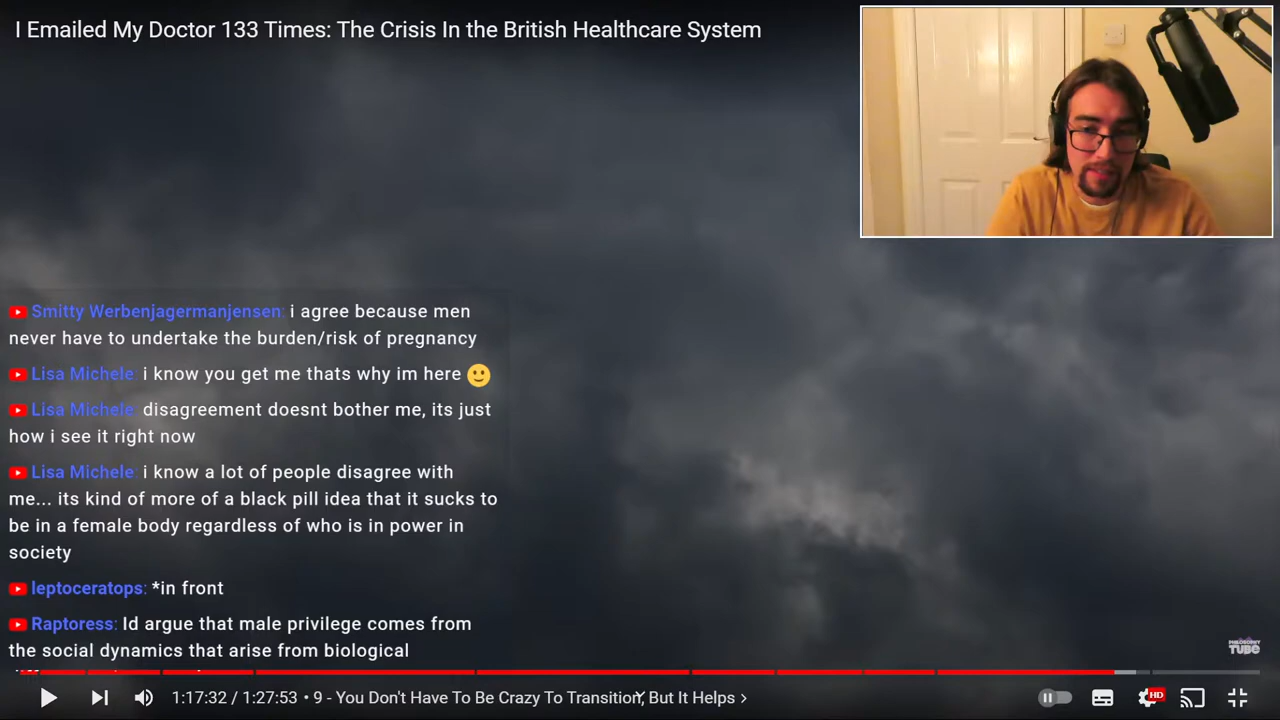 I Emailed My Doctor 133 Times: The Crisis In the British Healthcare System
Smitty Werbenjagermanjensen: i agree because men
never have to undertake the burden/risk of pregnancy
Lisa Michele: i know you get me thats why im here
Lisa Michele: disagreement doesnt bother me, its just
how i see it right now
Lisa Michele: i know a lot of people disagree with
me... its kind of more of a black pill idea that it sucks to
be in a female body regardless of who is in power in
society
leptoceratops: *in front
Raptoress: Id argue that male privilege comes from
the social dynamics that arise from biological
PHILOSOPHY
TUBE
1:17:32 / 1:27:53 • 9 - You Don't Have To Be Crazy To Transition, But It Helps >
HD